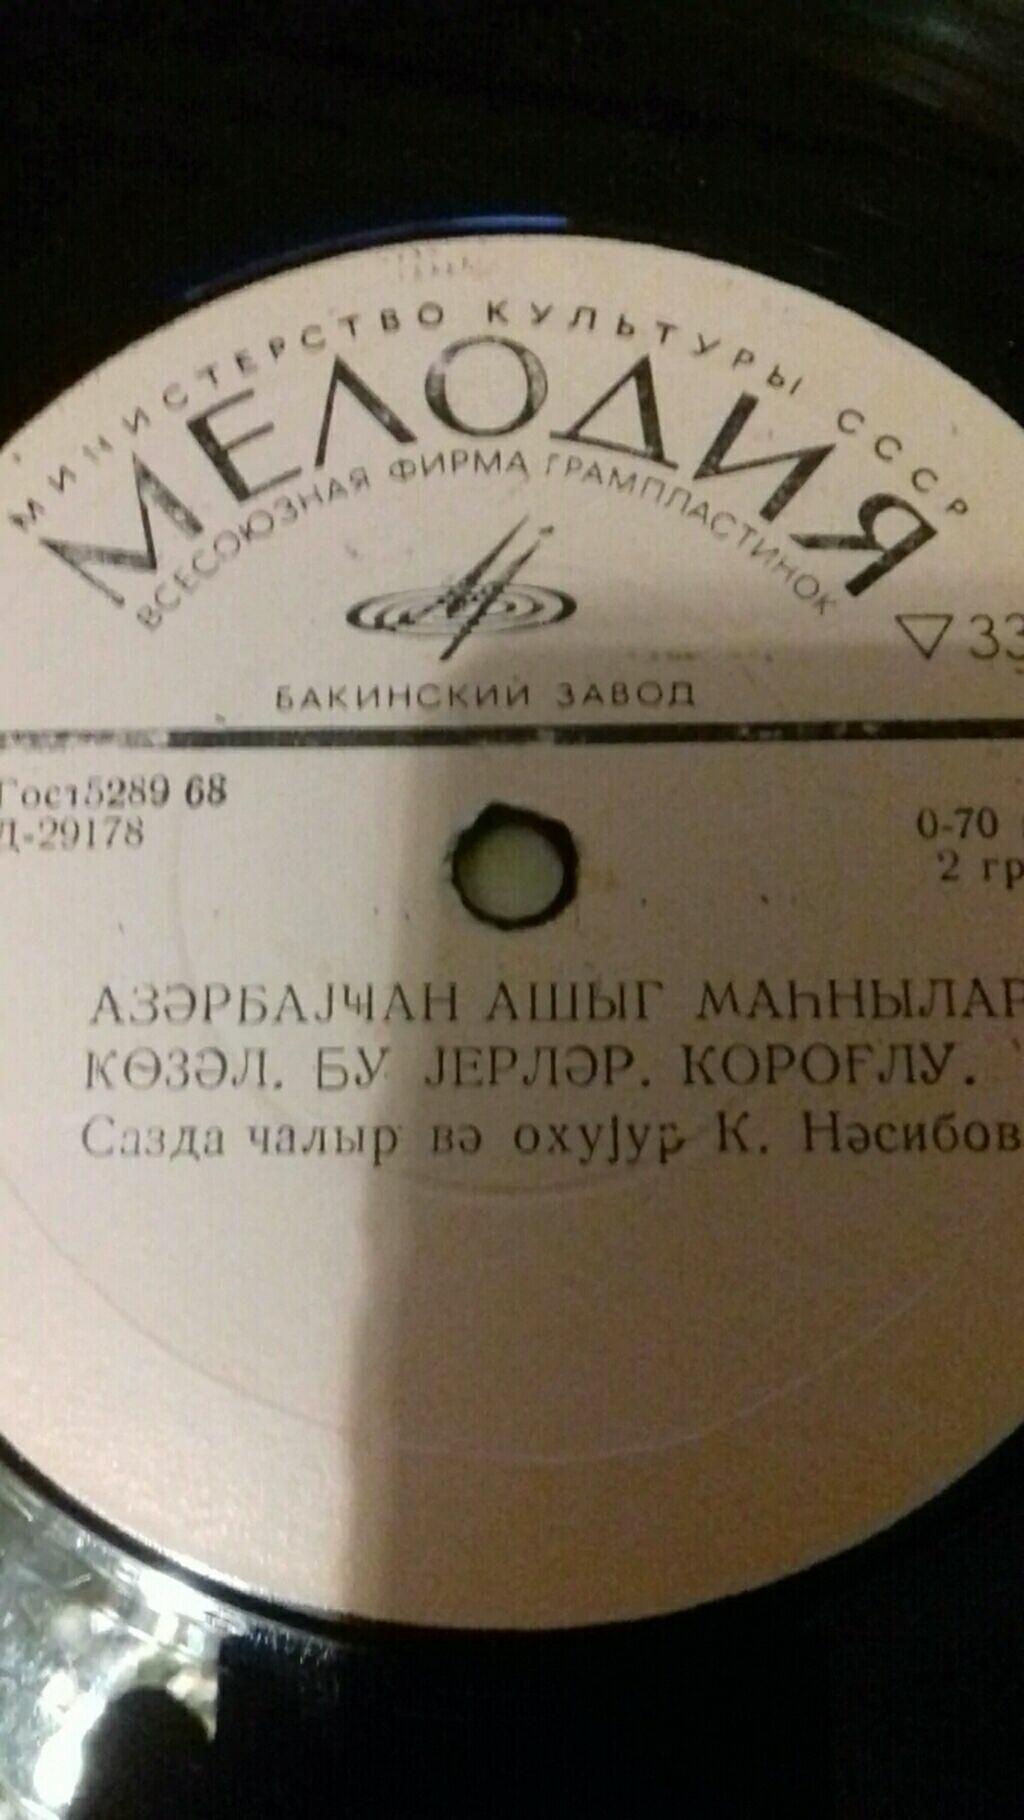 МИНИСТЕРСТВО КУЛЬТУРЫ СССР
МЕЛОДИЯ
ВСЕСОЮЗНАЯ ФИРМА ГРАМПЛАСТИНОК
▽ 33
БАКИНСКИЙ ЗАВОД
Гост5289 68
Д-29178
0-70
2 гр
АЗӘРБАЈҸАН АШЫГ МАҺНЫЛАР
ҜӨЗӘЛ. БУ ЈЕРЛӘР. КОРОҒЛУ.
Сазда чалыр вә охујур К. Нәсибов